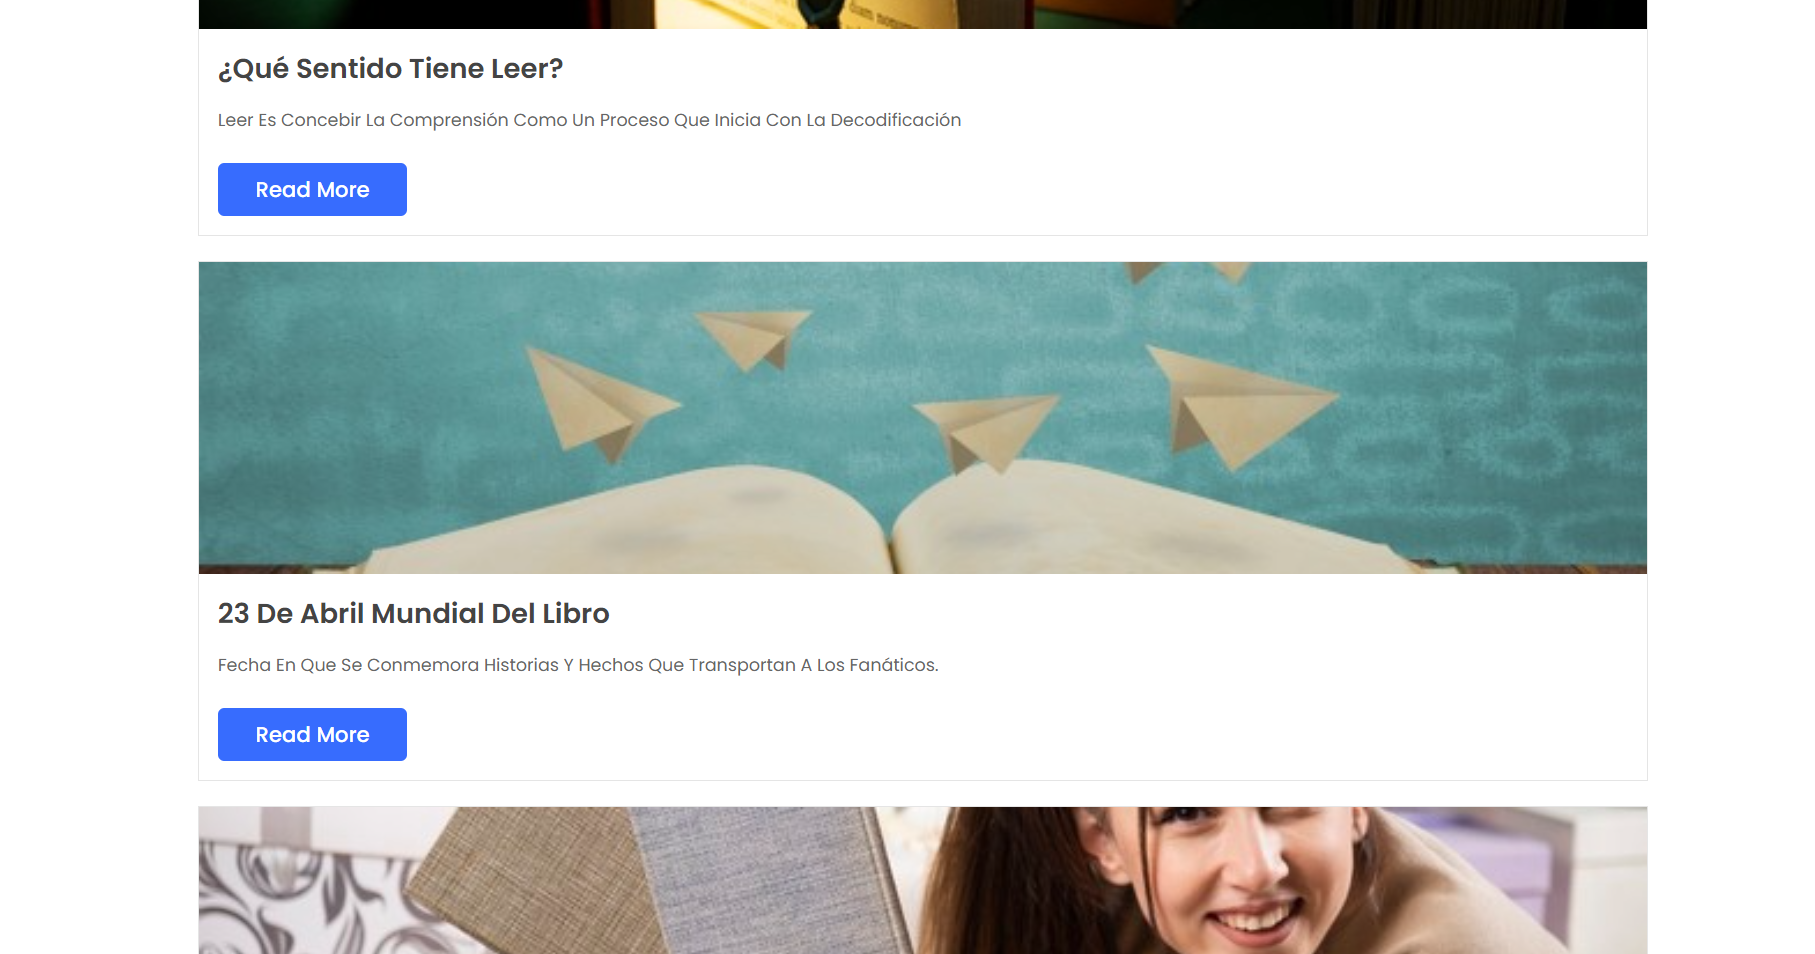 ¿Qué Sentido Tiene Leer?
Leer Es Concebir La Comprensión Como Un Proceso Que Inicia Con La Decodificación
Read More
23 De Abril Mundial Del Libro
Fecha En Que Se Conmemora Historias Y Hechos Que Transportan A Los Fanáticos.
Read More